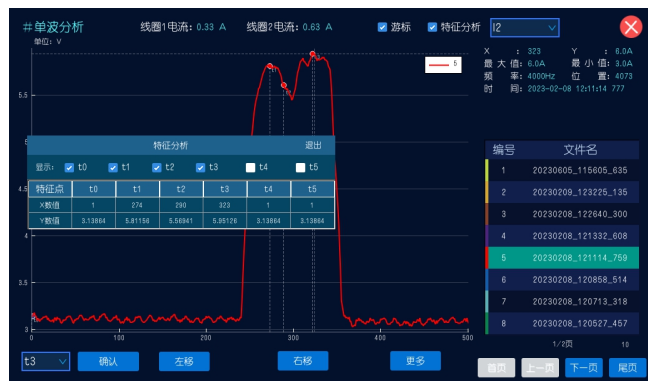 #单波分析 线圈1电流: 0.33 A 线圈2电流: 0.63 A 游标 特征分析 I2
单位: V
X : 323 Y : 6.0A
最 大 值: 6.0A 最 小 值: 3.0A
频 率: 4000Hz 位 置: 4073
时 间: 2023-02-08 12:11:14 777
5
t1 t2 t3
5.5
5
特征分析 退出
显示: t0 t1 t2 t3 t4 t5
4.5
特征点 t0 t1 t2 t3 t4 t5
X数值 1 274 290 323 1 1
Y数值 3.13864 5.81156 5.56941 5.95126 3.13864 3.13864
4
3.5
3
0 100 200 300 400 500
编号 文件名
1 20230605_115605_635
2 20230209_123225_135
3 20230208_122640_300
4 20230208_121332_608
5 20230208_121114_759
6 20230208_120858_514
7 20230208_120713_318
8 20230208_120527_457
1/2页 10
t3 确认 左移 右移 更多 首页 上一页 下一页 尾页